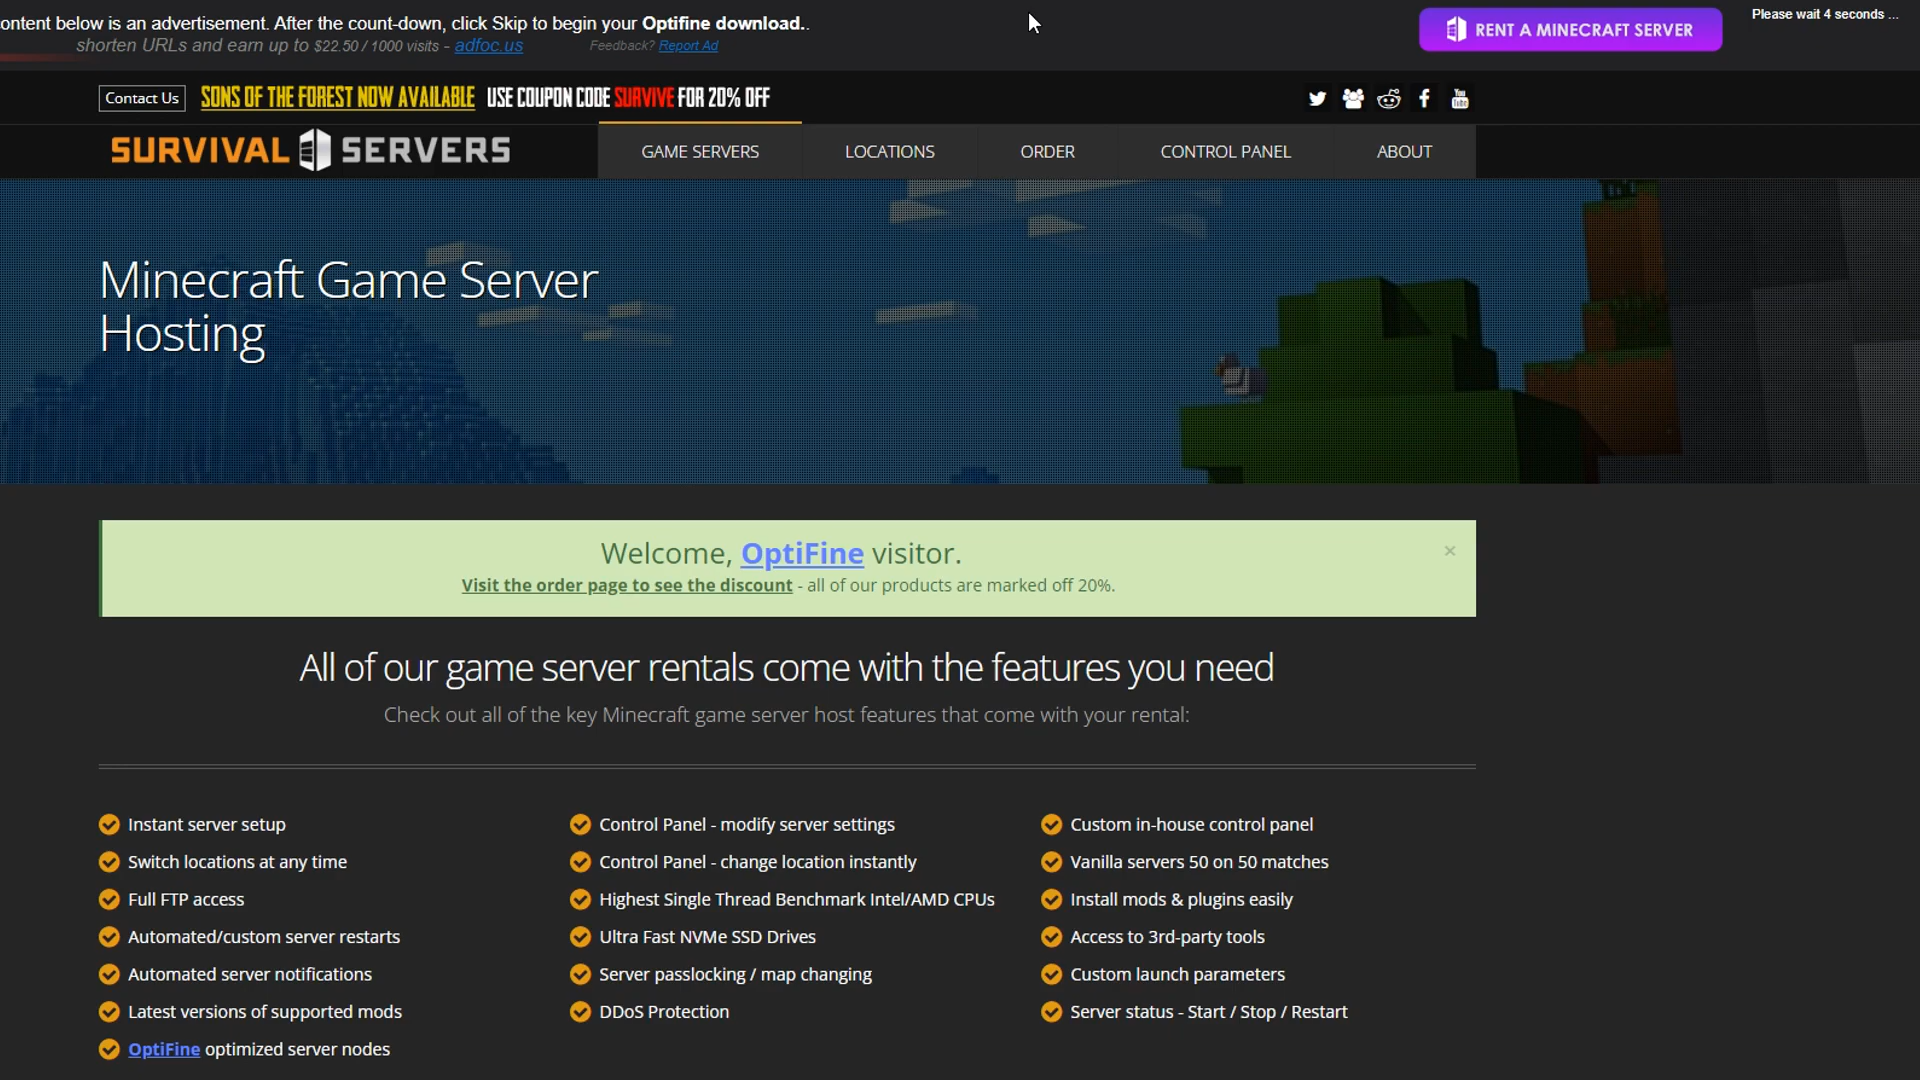 ontent below is an advertisement. After the count-down, click Skip to begin your Optifine download..
shorten URLs and earn up to $22.50 / 1000 visits - adfoc.us
Feedback? Report Ad
RENT A MINECRAFT SERVER
Please wait 4 seconds ...
Contact Us
SONS OF THE FOREST NOW AVAILABLE USE COUPON CODE SURVIVE FOR 20% OFF
You Tube
SURVIVAL SERVERS
GAME SERVERS
LOCATIONS
ORDER
CONTROL PANEL
ABOUT
Minecraft Game Server
Hosting
Welcome, OptiFine visitor.
×
Visit the order page to see the discount - all of our products are marked off 20%.
All of our game server rentals come with the features you need
Check out all of the key Minecraft game server host features that come with your rental:
Instant server setup
Switch locations at any time
Full FTP access
Automated/custom server restarts
Automated server notifications
Latest versions of supported mods
OptiFine optimized server nodes
Control Panel - modify server settings
Control Panel - change location instantly
Highest Single Thread Benchmark Intel/AMD CPUs
Ultra Fast NVMe SSD Drives
Server passlocking / map changing
DDoS Protection
Custom in-house control panel
Vanilla servers 50 on 50 matches
Install mods & plugins easily
Access to 3rd-party tools
Custom launch parameters
Server status - Start / Stop / Restart